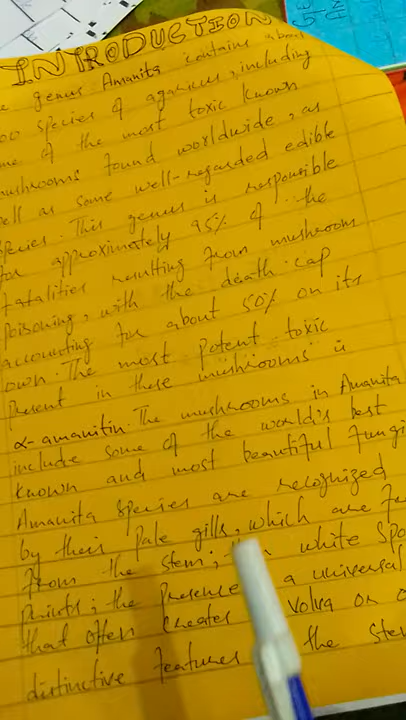 INTRODUCTION
genus Amanita contains about
species of agarics, including
of the most toxic known
mushrooms found worldwide, as
well as some well-regarded edible
species. This genus is responsible
for approximately 95% of the
fatalities resulting from mushroom
poisoning, with the death cap
accounting for about 50% on its
own. The most potent toxic
present in these mushrooms is
α-amanitin. The mushrooms in Amanita
include some of the world's best
known and most beautiful fungi
Amanita species are recognized
by their pale gills, which are
from the stem; white
prints; the presence a universal
that often creates volva or
distinctive features the